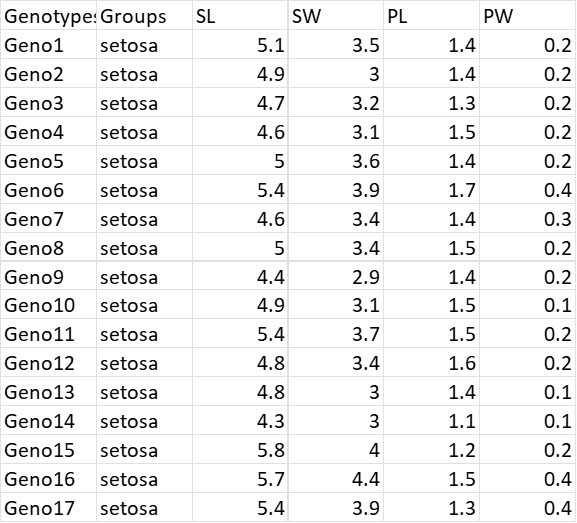 Genotypes Groups SL SW PL PW
Geno1 setosa 5.1 3.5 1.4 0.2
Geno2 setosa 4.9 3 1.4 0.2
Geno3 setosa 4.7 3.2 1.3 0.2
Geno4 setosa 4.6 3.1 1.5 0.2
Geno5 setosa 5 3.6 1.4 0.2
Geno6 setosa 5.4 3.9 1.7 0.4
Geno7 setosa 4.6 3.4 1.4 0.3
Geno8 setosa 5 3.4 1.5 0.2
Geno9 setosa 4.4 2.9 1.4 0.2
Geno10 setosa 4.9 3.1 1.5 0.1
Geno11 setosa 5.4 3.7 1.5 0.2
Geno12 setosa 4.8 3.4 1.6 0.2
Geno13 setosa 4.8 3 1.4 0.1
Geno14 setosa 4.3 3 1.1 0.1
Geno15 setosa 5.8 4 1.2 0.2
Geno16 setosa 5.7 4.4 1.5 0.4
Geno17 setosa 5.4 3.9 1.3 0.4